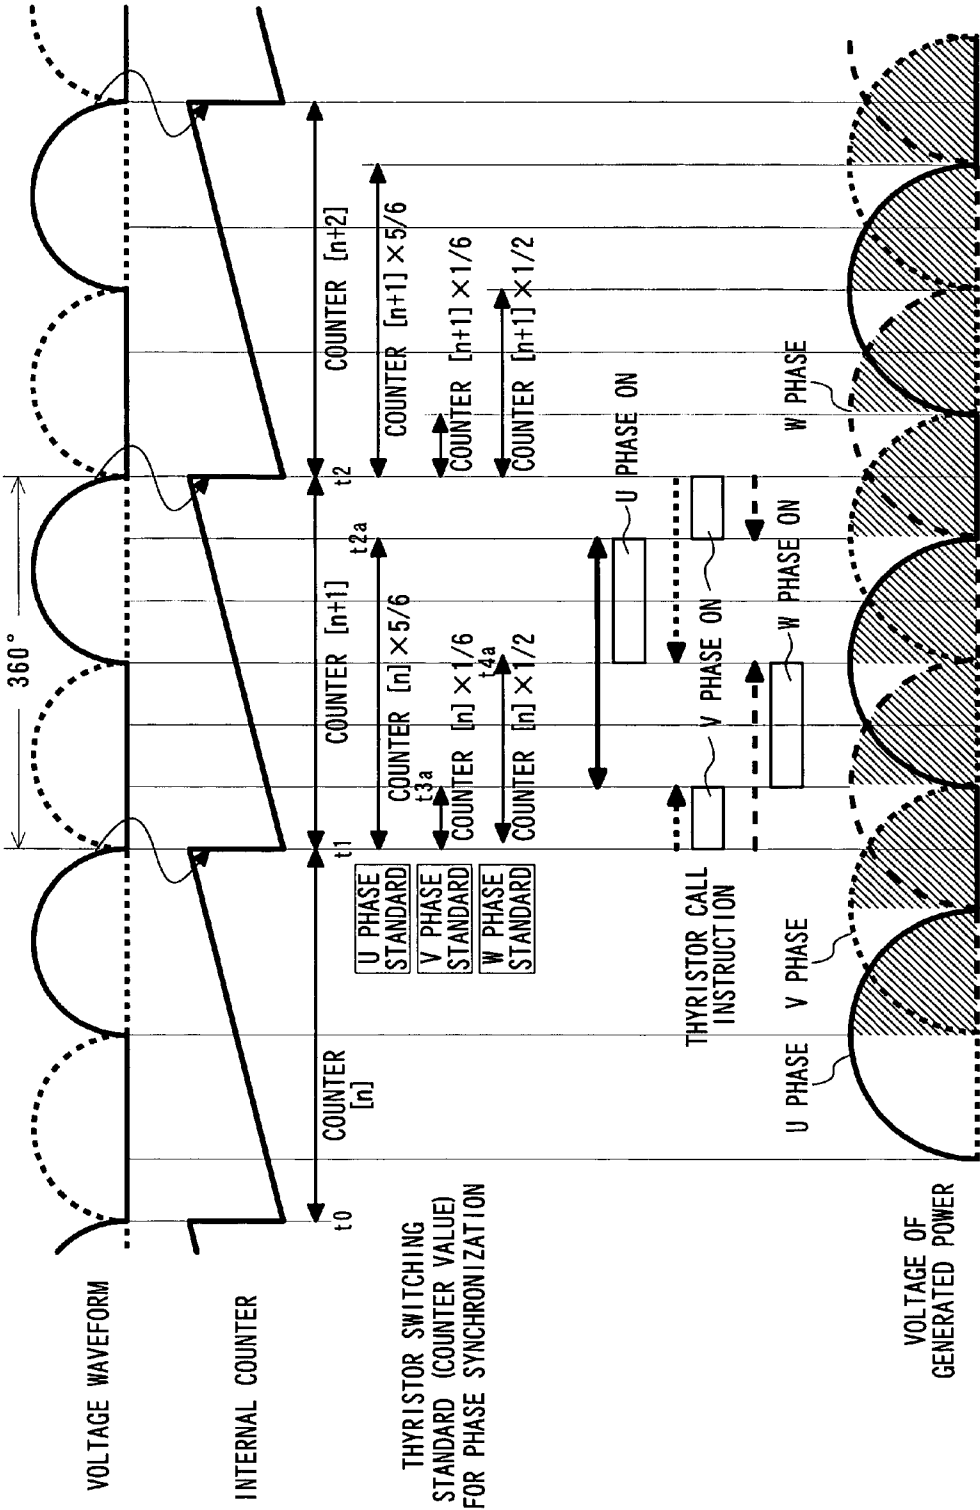 VOLTAGE WAVEFORM
360°
INTERNAL COUNTER
t0
t1
t2
COUNTER
[n]
COUNTER [n+1]
COUNTER [n+2]
THYRISTOR SWITCHING
STANDARD (COUNTER VALUE)
FOR PHASE SYNCHRONIZATION
U PHASE
STANDARD
t2a
COUNTER [n] ×5/6
COUNTER [n+1] ×5/6
V PHASE
STANDARD
t3a
COUNTER [n] ×1/6
COUNTER [n+1] ×1/6
W PHASE
STANDARD
t4a
COUNTER [n] ×1/2
COUNTER [n+1] ×1/2
U PHASE ON
THYRISTOR CALL
INSTRUCTION
V PHASE ON
W PHASE ON
U PHASE
V PHASE
W PHASE
VOLTAGE OF
GENERATED POWER